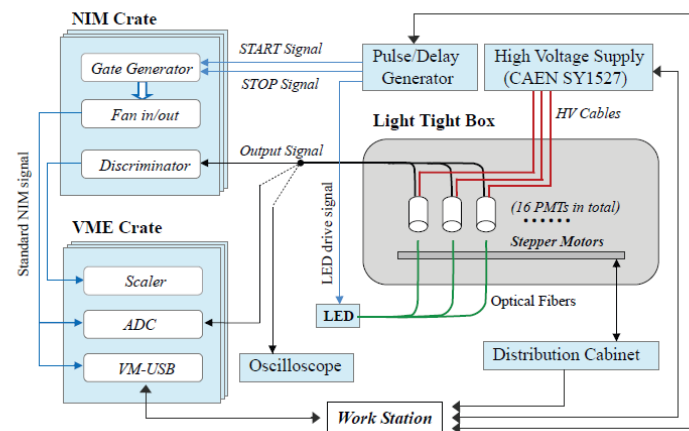 NIM Crate
START Signal
Gate Generator
STOP Signal
Fan in/out
Discriminator
Output Signal
Pulse/Delay
Generator
High Voltage Supply
(CAEN SY1527)
HV Cables
Light Tight Box
(16 PMTs in total)
......
Stepper Motors
Optical Fibers
Standard NIM signal
LED drive signal
VME Crate
Scaler
ADC
VM-USB
LED
Oscilloscope
Distribution Cabinet
Work Station